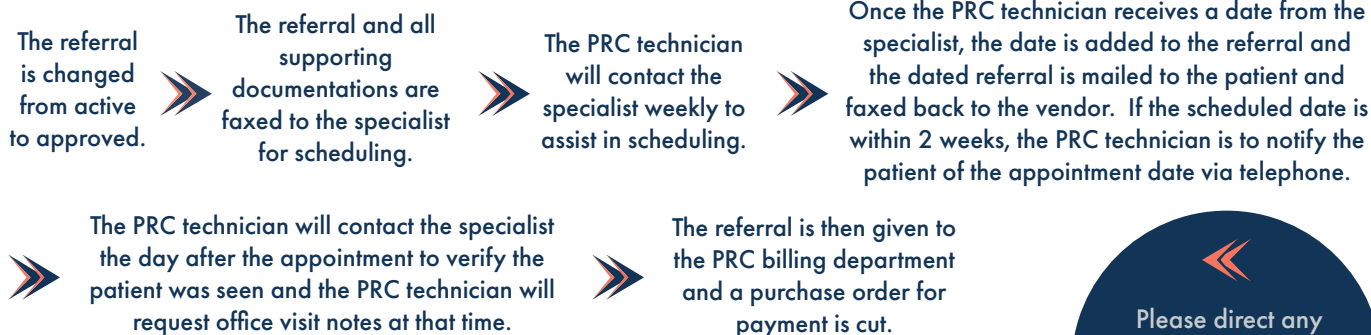 The referral
is changed
from active
to approved.
The referral and all
supporting
documentations are
faxed to the specialist
for scheduling.
The PRC technician
will contact the
specialist weekly to
assist in scheduling.
Once the PRC technician receives a date from the
specialist, the date is added to the referral and
the dated referral is mailed to the patient and
faxed back to the vendor.  If the scheduled date is
within 2 weeks, the PRC technician is to notify the
patient of the appointment date via telephone.
The PRC technician will contact the specialist
the day after the appointment to verify the
patient was seen and the PRC technician will
request office visit notes at that time.
The referral is then given to
the PRC billing department
and a purchase order for
payment is cut.
Please direct any